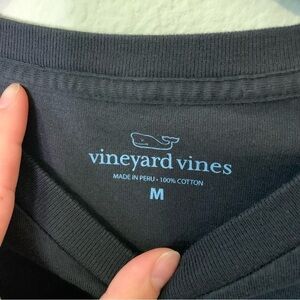 vineyard vines
MADE IN PERU · 100% COTTON
M